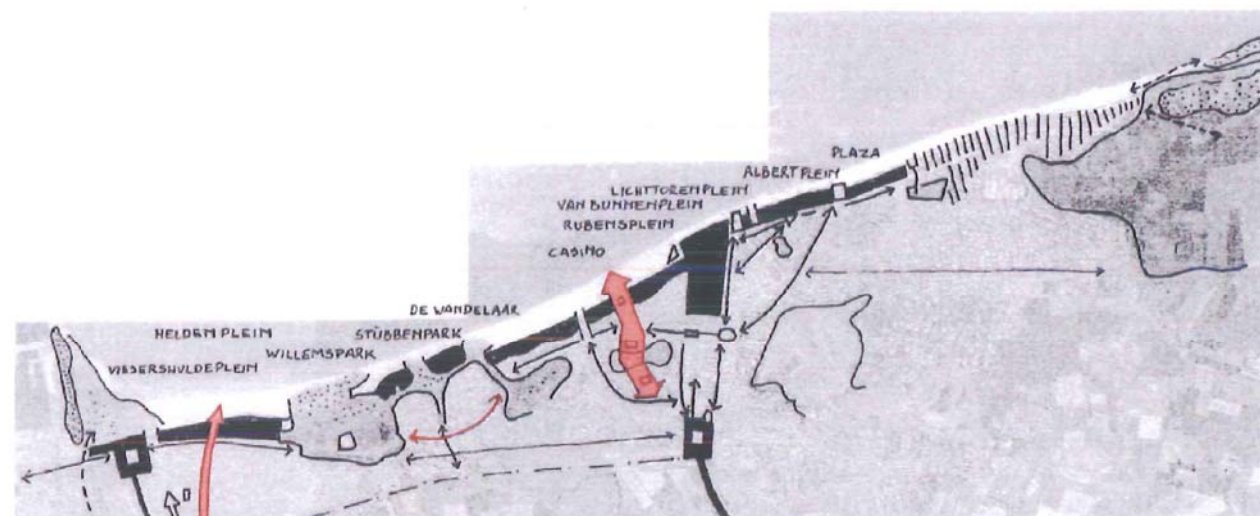 PLAZA
ALBERTPLEIN
LICHTTORENPLEIN
VAN BUNNENPLEIN
RUBENSPLEIN
CASINO
DE WANDELAAR
STÜBBENPARK
WILLEMSPARK
HELDENPLEIN
VISSERSHULDEPLEIN